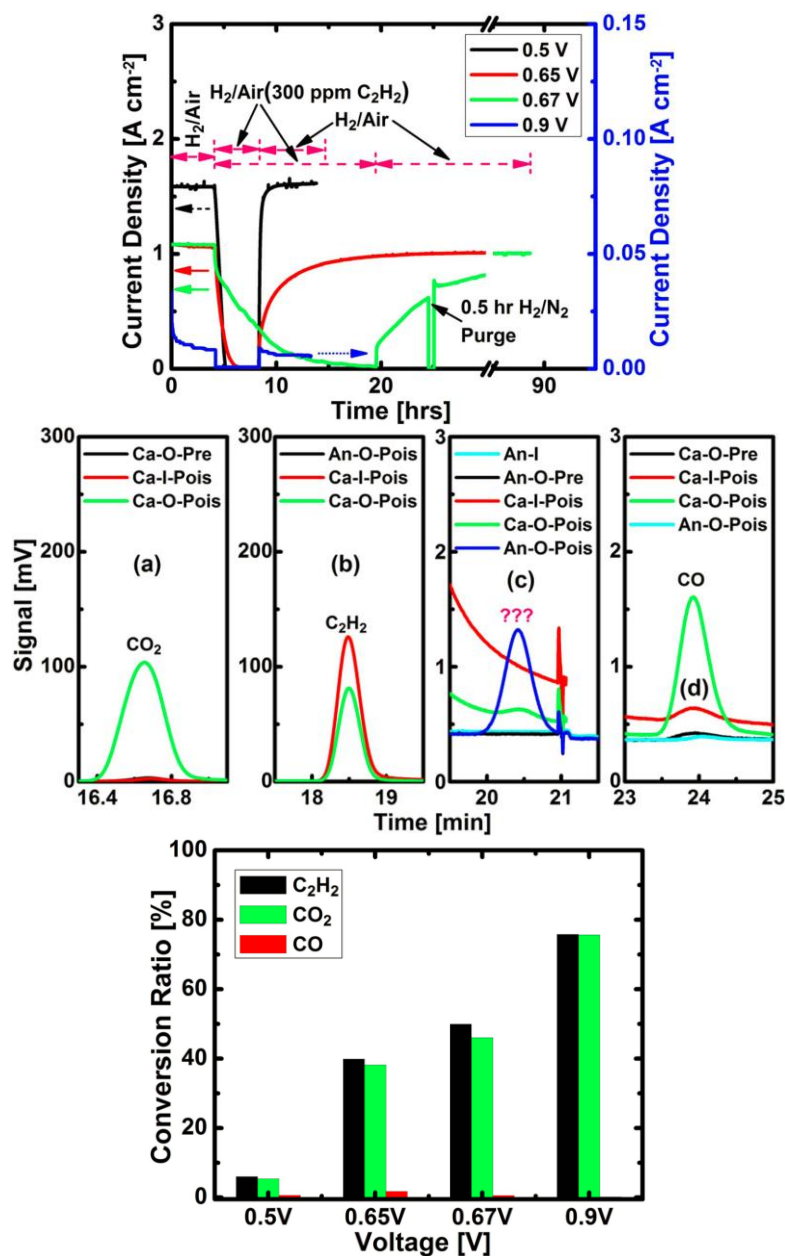 3
2
1
0
Current Density [A cm⁻²]
0.15
0.10
0.05
0.00
Current Density [A cm⁻²]
0.5 V
0.65 V
0.67 V
0.9 V
H₂/Air
H₂/Air(300 ppm C₂H₂)
H₂/Air
0.5 hr H₂/N₂
Purge
0 10 20 90
Time [hrs]
Signal [mV]
300
200
100
0
Ca-O-Pre
Ca-I-Pois
Ca-O-Pois
(a)
CO₂
16.4 16.8
300
200
100
0
An-O-Pois
Ca-I-Pois
Ca-O-Pois
(b)
C₂H₂
18 19
3
2
1
0
An-I
An-O-Pre
Ca-I-Pois
Ca-O-Pois
An-O-Pois
(c)
???
20 21
3
2
1
0
Ca-O-Pre
Ca-I-Pois
Ca-O-Pois
An-O-Pois
CO
(d)
23 24 25
Time [min]
Conversion Ratio [%]
100
80
60
40
20
0
C₂H₂
CO₂
CO
0.5V 0.65V 0.67V 0.9V
Voltage [V]